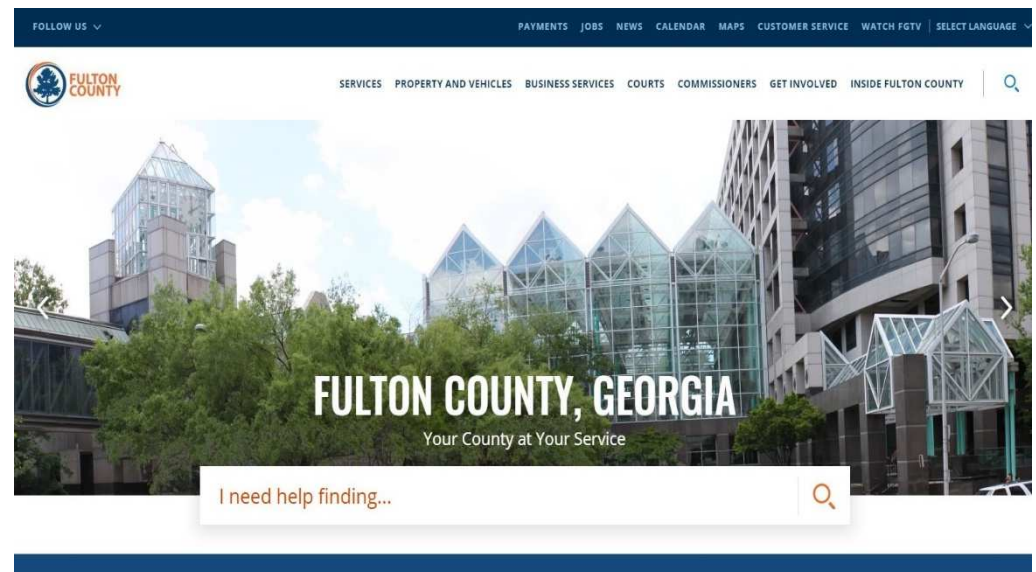 FOLLOW US
PAYMENTS JOBS NEWS CALENDAR MAPS CUSTOMER SERVICE WATCH FGTV SELECT LANGUAGE
FULTON
COUNTY
SERVICES PROPERTY AND VEHICLES BUSINESS SERVICES COURTS COMMISSIONERS GET INVOLVED INSIDE FULTON COUNTY
FULTON COUNTY, GEORGIA
Your County at Your Service
I need help finding...